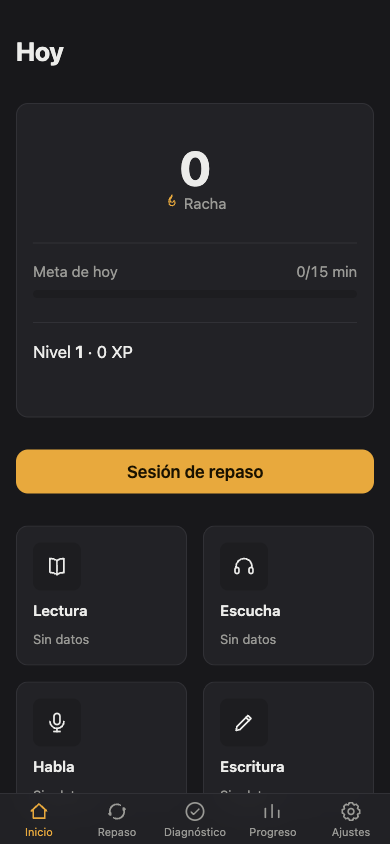 Hoy
0
Racha
Meta de hoy 0/15 min
Nivel 1 · 0 XP
Sesión de repaso
Lectura
Sin datos
Escucha
Sin datos
Habla
Escritura
Inicio Repaso Diagnóstico Progreso Ajustes